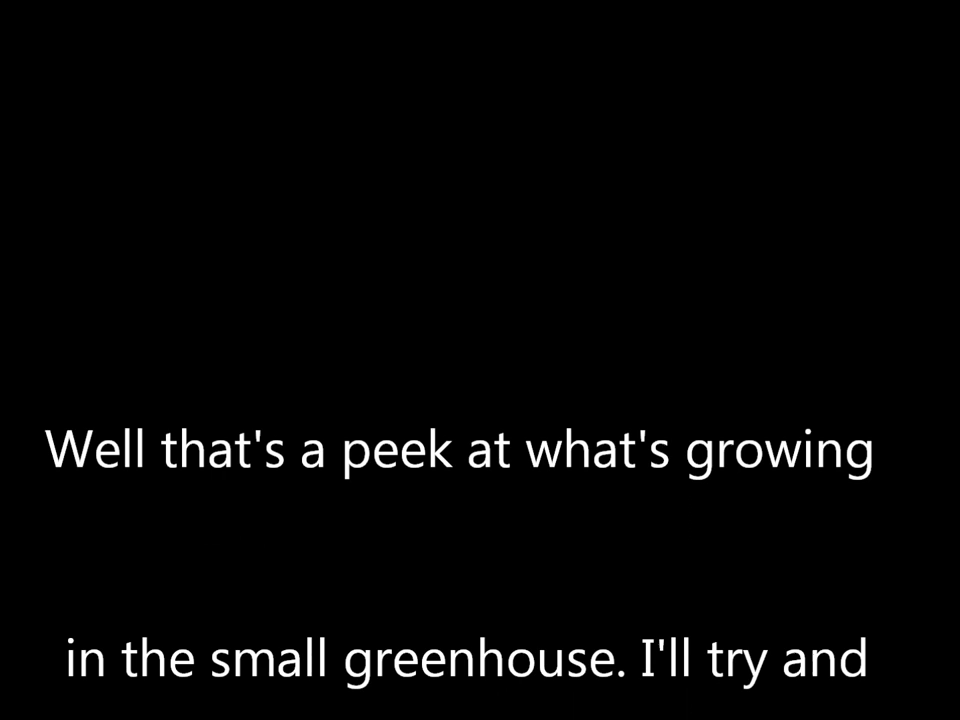 Well that's a peek at what's growing
in the small greenhouse. I'll try and